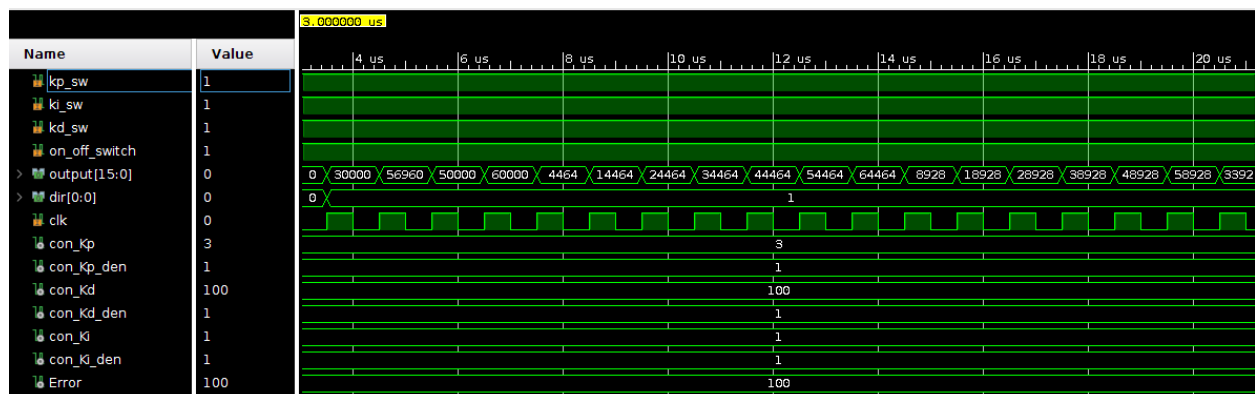 3.000000 us
Name Value
4 us 6 us 8 us 10 us 12 us 14 us 16 us 18 us 20 us
kp_sw 1
ki_sw 1
kd_sw 1
on_off_switch 1
output[15:0] 0 0 30000 56960 50000 60000 4464 14464 24464 34464 44464 54464 64464 8928 18928 28928 38928 48928 58928 3392
dir[0:0] 0 0 1
clk 0
con_Kp 3 3
con_Kp_den 1 1
con_Kd 100 100
con_Kd_den 1 1
con_Ki 1 1
con_Ki_den 1 1
Error 100 100